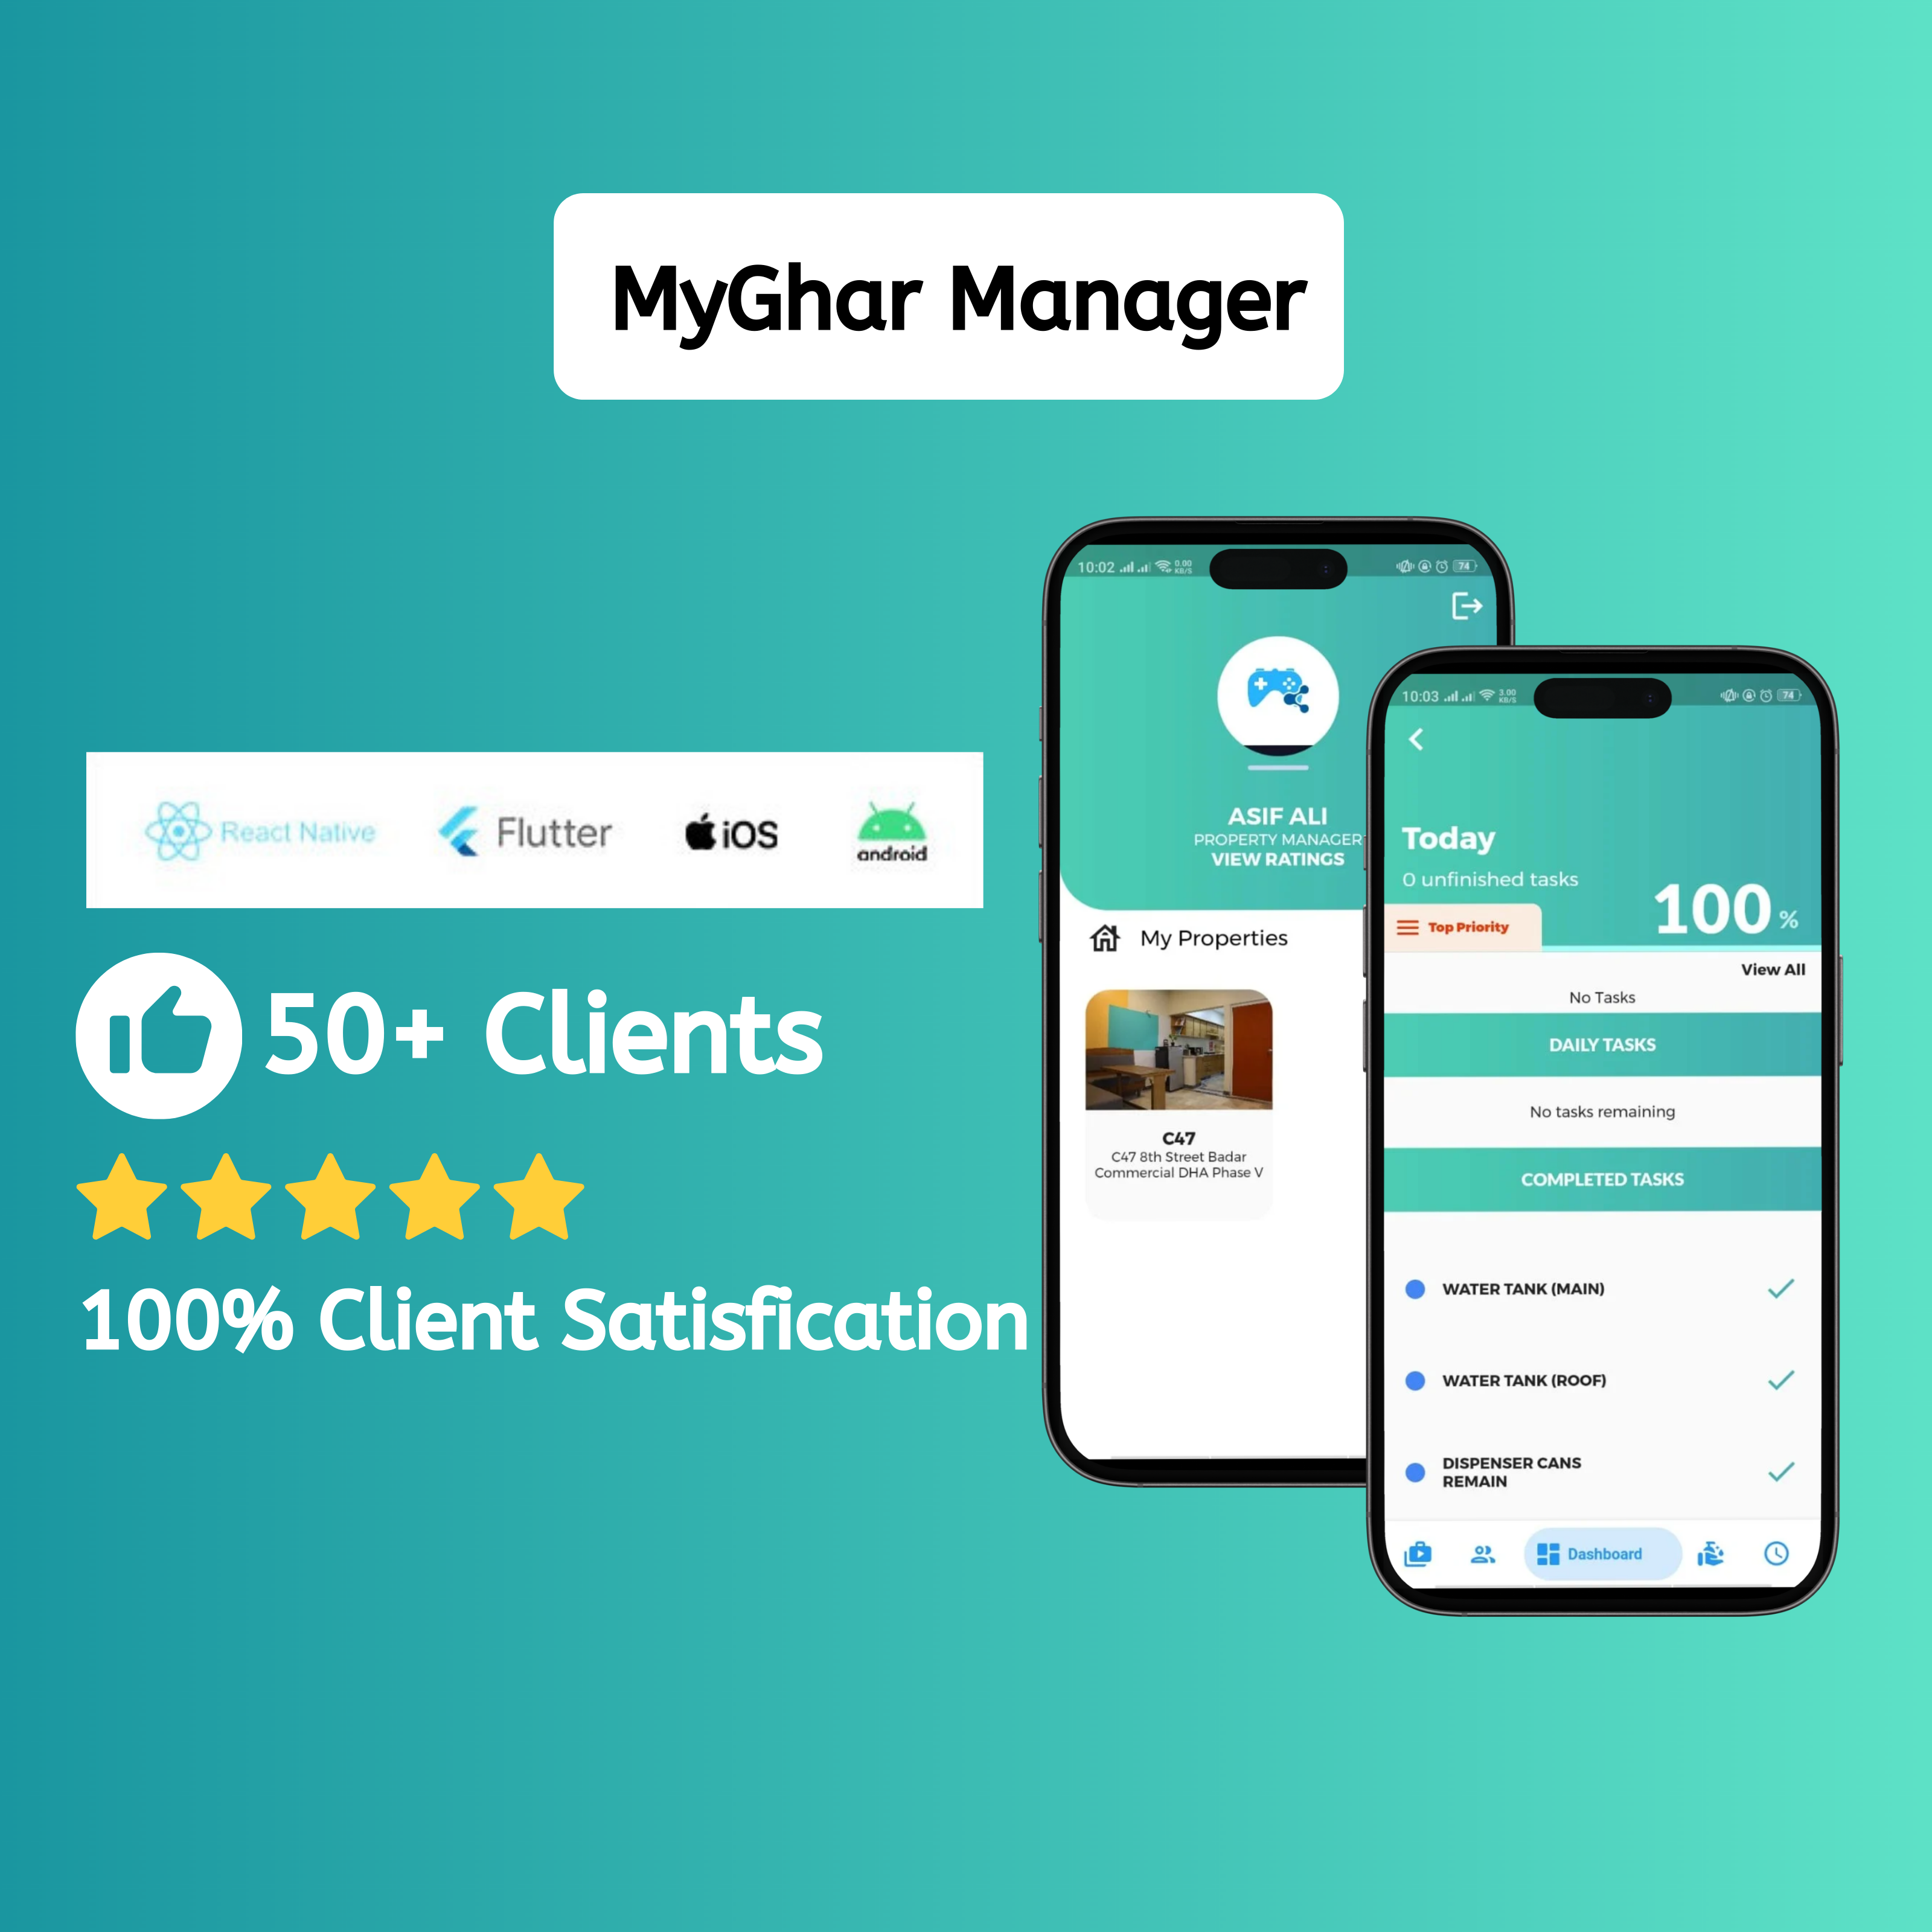 MyGhar Manager
React Native
Flutter
iOS
android
50+ Clients
100% Client Satisfication
10:02
0.00
KB/S
74
ASIF ALI
PROPERTY MANAGER
VIEW RATINGS
My Properties
C47
C47 8th Street Badar
Commercial DHA Phase V
10:03
3.00
KB/S
74
Today
0 unfinished tasks
100 %
Top Priority
View All
No Tasks
DAILY TASKS
No tasks remaining
COMPLETED TASKS
WATER TANK (MAIN)
WATER TANK (ROOF)
DISPENSER CANS
REMAIN
Dashboard